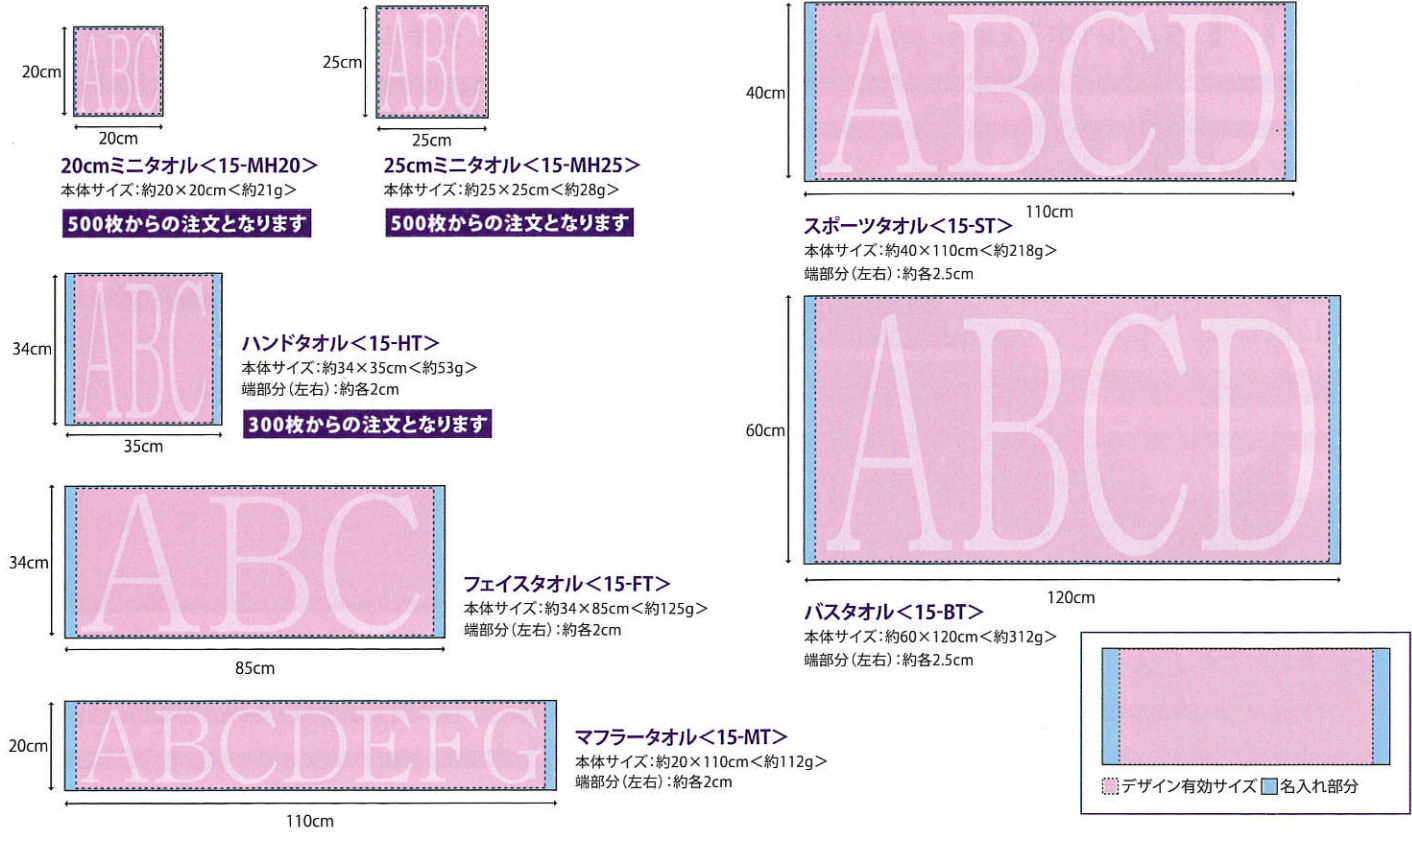 20cm
ABC
20cm
20cmミニタオル＜15-MH20＞
本体サイズ：約20×20cm＜約21g＞
500枚からの注文となります
25cm
ABC
25cm
25cmミニタオル＜15-MH25＞
本体サイズ：約25×25cm＜約28g＞
500枚からの注文となります
34cm
ABC
35cm
ハンドタオル＜15-HT＞
本体サイズ：約34×35cm＜約53g＞
端部分（左右）：約各2cm
300枚からの注文となります
34cm
ABC
85cm
フェイスタオル＜15-FT＞
本体サイズ：約34×85cm＜約125g＞
端部分（左右）：約各2cm
20cm
ABCDEFG
110cm
マフラータオル＜15-MT＞
本体サイズ：約20×110cm＜約112g＞
端部分（左右）：約各2cm
40cm
ABCD
110cm
スポーツタオル＜15-ST＞
本体サイズ：約40×110cm＜約218g＞
端部分（左右）：約各2.5cm
60cm
ABCD
120cm
バスタオル＜15-BT＞
本体サイズ：約60×120cm＜約312g＞
端部分（左右）：約各2.5cm
デザイン有効サイズ 名入れ部分